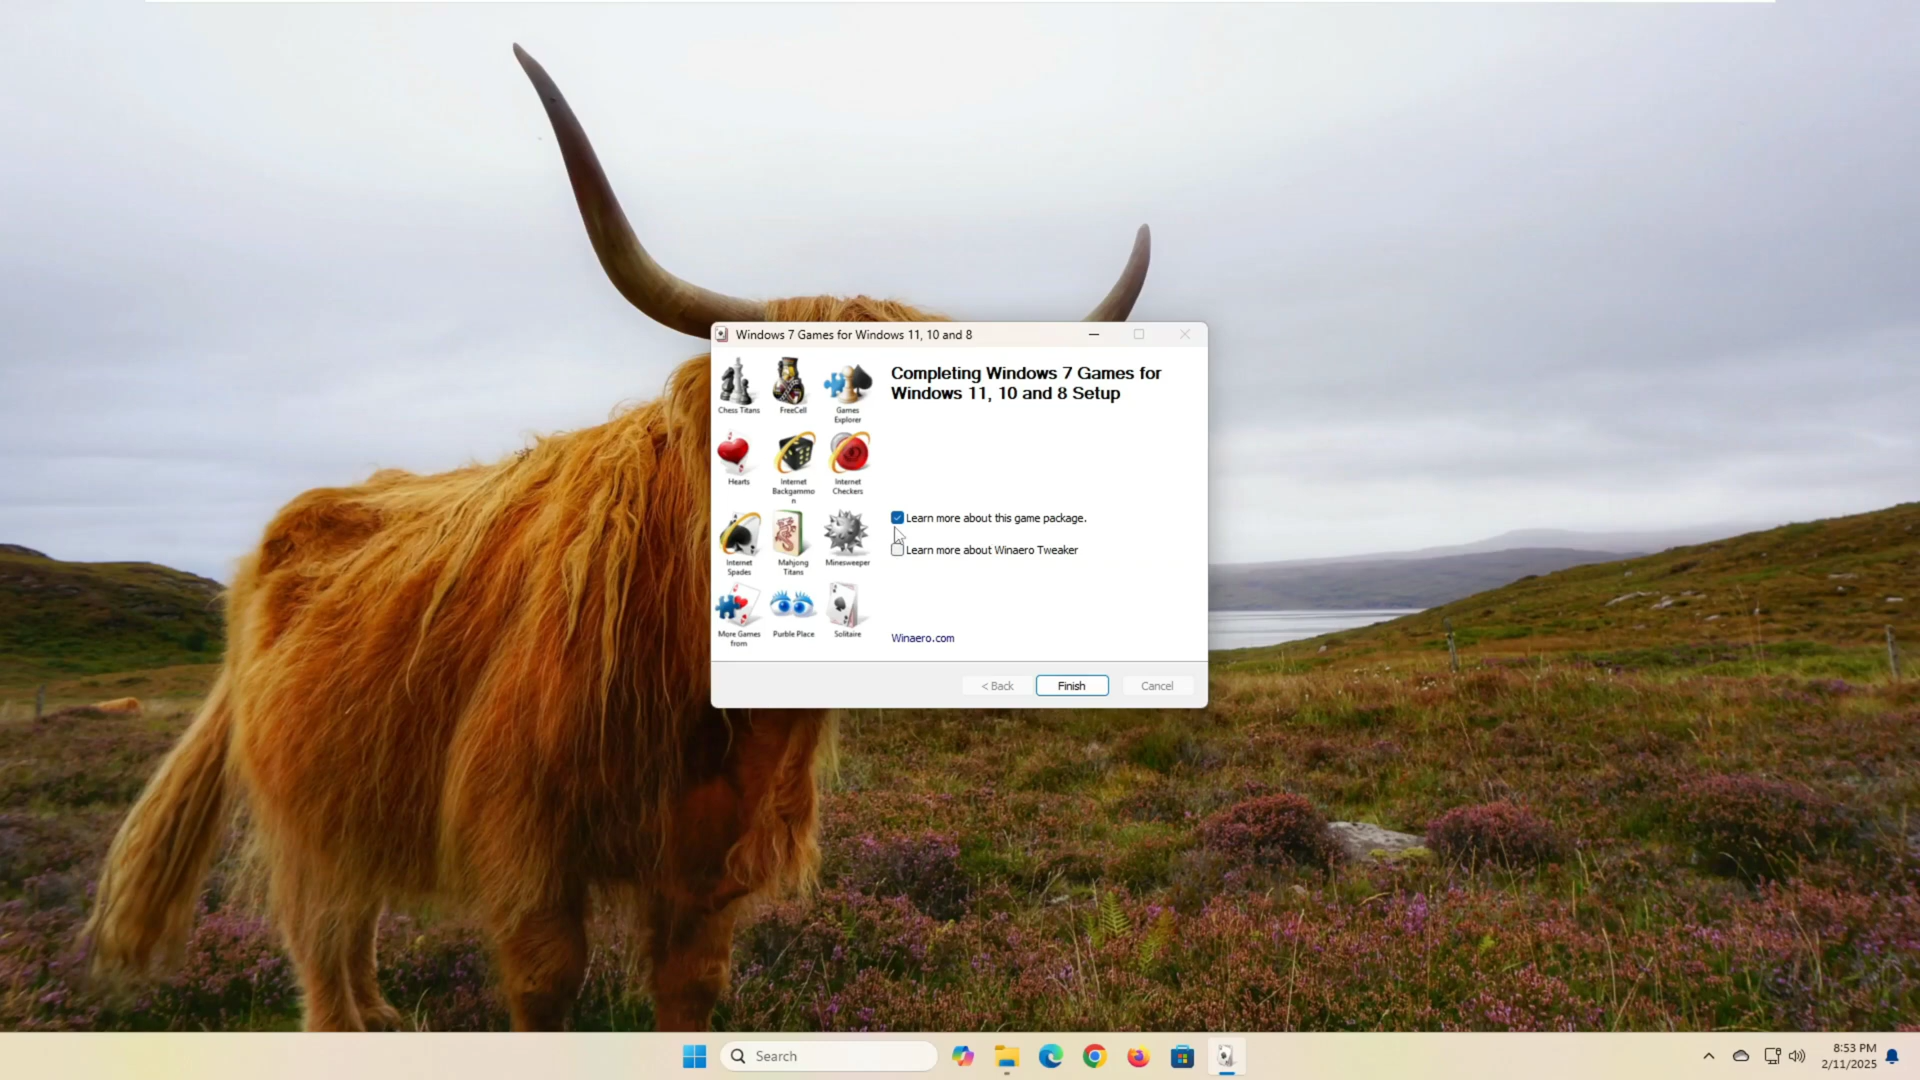 Windows 7 Games for Windows 11, 10 and 8
Completing Windows 7 Games for
Windows 11, 10 and 8 Setup
Chess Titans
FreeCell
Games
Explorer
Hearts
Internet
Backgammo
n
Internet
Checkers
Internet
Spades
Mahjong
Titans
Minesweeper
More Games
from
Purble Place
Solitaire
Learn more about this game package.
Learn more about Winaero Tweaker
Winaero.com
< Back
Finish
Cancel
Search
8:53 PM
2/11/2025